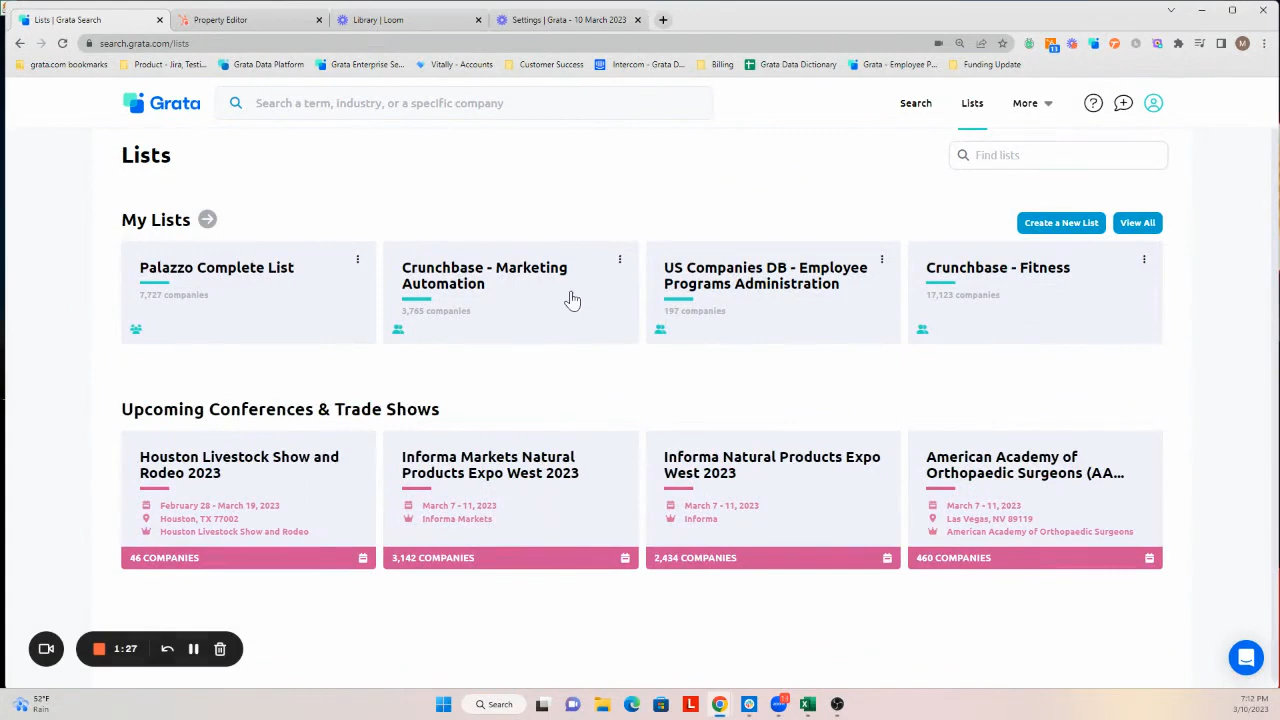 Lists | Grata Search
Property Editor
Library | Loom
Settings | Grata - 10 March 2023
search.grata.com/lists
11
M
grata.com bookmarks
Product - Jira, Testi...
Grata Data Platform
Grata Enterprise Se...
Vitally - Accounts
Customer Success
Intercom - Grata D...
Billing
Grata Data Dictionary
Grata - Employee P...
Funding Update
Grata
Search a term, industry, or a specific company
Search
Lists
More
Lists
Find lists
My Lists
Create a New List
View All
Palazzo Complete List
7,727 companies
Crunchbase - Marketing
Automation
3,765 companies
US Companies DB - Employee
Programs Administration
197 companies
Crunchbase - Fitness
17,123 companies
Upcoming Conferences & Trade Shows
Houston Livestock Show and
Rodeo 2023
February 28 - March 19, 2023
Houston, TX 77002
Houston Livestock Show and Rodeo
46 COMPANIES
Informa Markets Natural
Products Expo West 2023
March 7 - 11, 2023
Informa Markets
3,142 COMPANIES
Informa Natural Products Expo
West 2023
March 7 - 11, 2023
Informa
2,434 COMPANIES
American Academy of
Orthopaedic Surgeons (AA...
March 7 - 11, 2023
Las Vegas, NV 89119
American Academy of Orthopaedic Surgeons
460 COMPANIES
1:27
52°F
Rain
Search
L
7:12 PM
3/10/2023